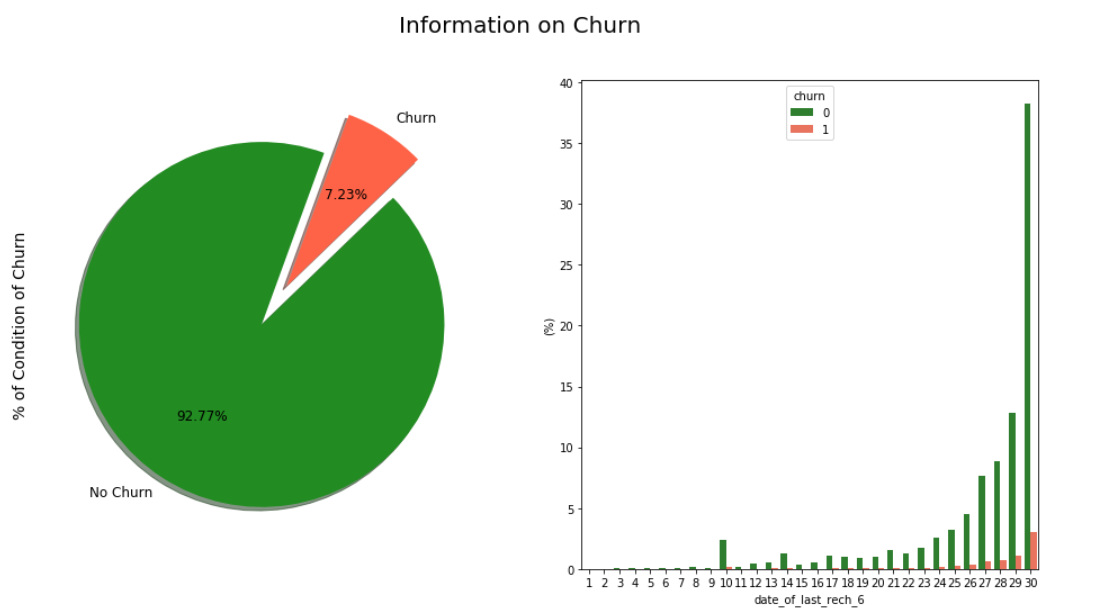 Information on Churn
% of Condition of Churn
Churn
7.23%
92.77%
No Churn
churn
0
1
(%)
40
35
30
25
20
15
10
5
0
1 2 3 4 5 6 7 8 9 10 11 12 13 14 15 16 17 18 19 20 21 22 23 24 25 26 27 28 29 30
date_of_last_rech_6